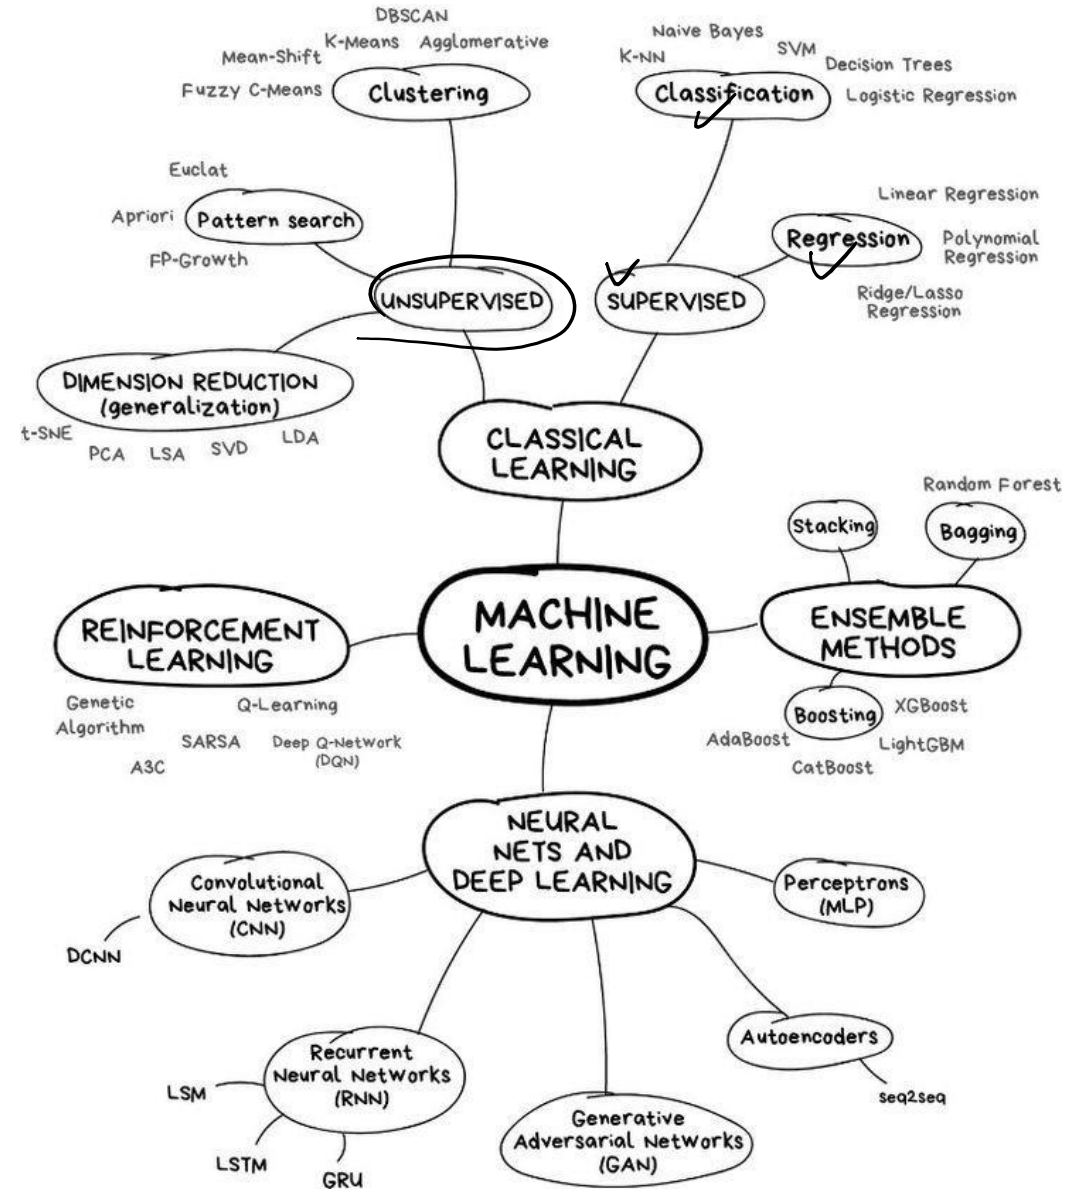 DBSCAN
K-Means
Agglomerative
Mean-Shift
Fuzzy C-Means
Clustering
Naive Bayes
K-NN
SVM
Decision Trees
Classification
Logistic Regression
Euclat
Apriori
Pattern search
FP-Growth
Linear Regression
Regression
Polynomial
Regression
Ridge/Lasso
Regression
UNSUPERVISED
SUPERVISED
DIMENSION REDUCTION
(generalization)
t-SNE
PCA
LSA
SVD
LDA
CLASSICAL
LEARNING
Random Forest
Stacking
Bagging
REINFORCEMENT
LEARNING
MACHINE
LEARNING
ENSEMBLE
METHODS
Genetic
Algorithm
Q-Learning
SARSA
Deep Q-Network
(DQN)
A3C
Boosting
XGBoost
AdaBoost
LightGBM
CatBoost
NEURAL
NETS AND
DEEP LEARNING
Convolutional
Neural Networks
(CNN)
DCNN
Perceptrons
(MLP)
Autoencoders
seq2seq
Recurrent
Neural Networks
(RNN)
LSM
LSTM
GRU
Generative
Adversarial Networks
(GAN)